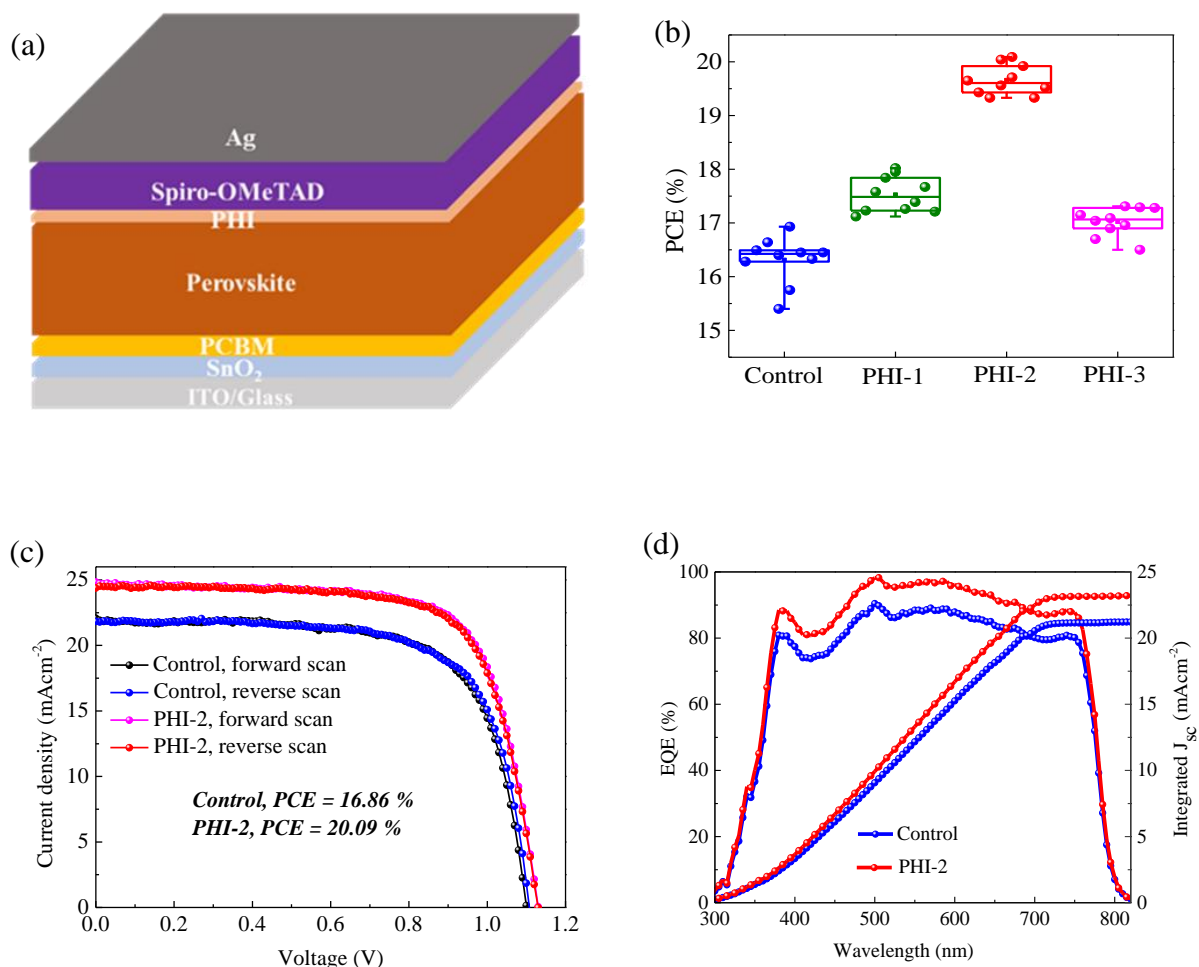 (a)
Ag
Spiro-OMeTAD
PHI
Perovskite
PCBM
SnO₂
ITO/Glass
(b)
PCE (%)
20
19
18
17
16
15
Control PHI-1 PHI-2 PHI-3
(c)
Current density (mAcm⁻²)
25
20
15
10
5
0
Control, forward scan
Control, reverse scan
PHI-2, forward scan
PHI-2, reverse scan
Control, PCE = 16.86 %
PHI-2, PCE = 20.09 %
0.0 0.2 0.4 0.6 0.8 1.0 1.2
Voltage (V)
(d)
EQE (%)
100
80
60
40
20
0
Control
PHI-2
25
20
15
10
5
0
Integrated J_sc (mAcm⁻²)
300 400 500 600 700 800
Wavelength (nm)